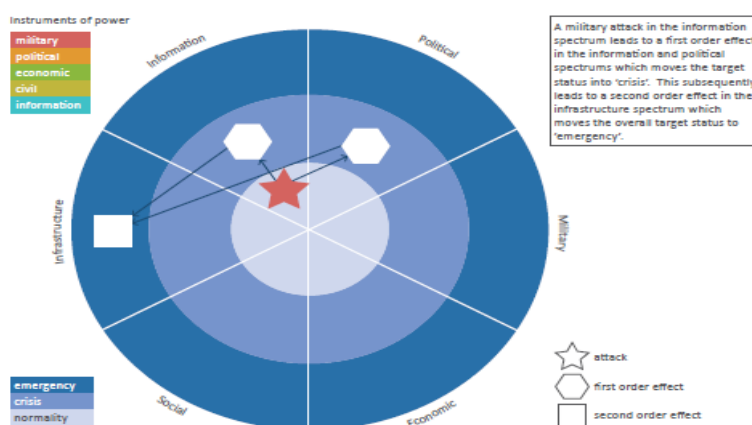 Instruments of power
military
political
economic
civil
information
Information
Political
Infrastructure
Military
Social
Economic
A military attack in the information
spectrum leads to a first order effect
in the information and political
spectrums which moves the target
status into 'crisis'. This subsequently
leads to a second order effect in the
infrastructure spectrum which
moves the overall target status to
'emergency'.
emergency
crisis
normality
attack
first order effect
second order effect